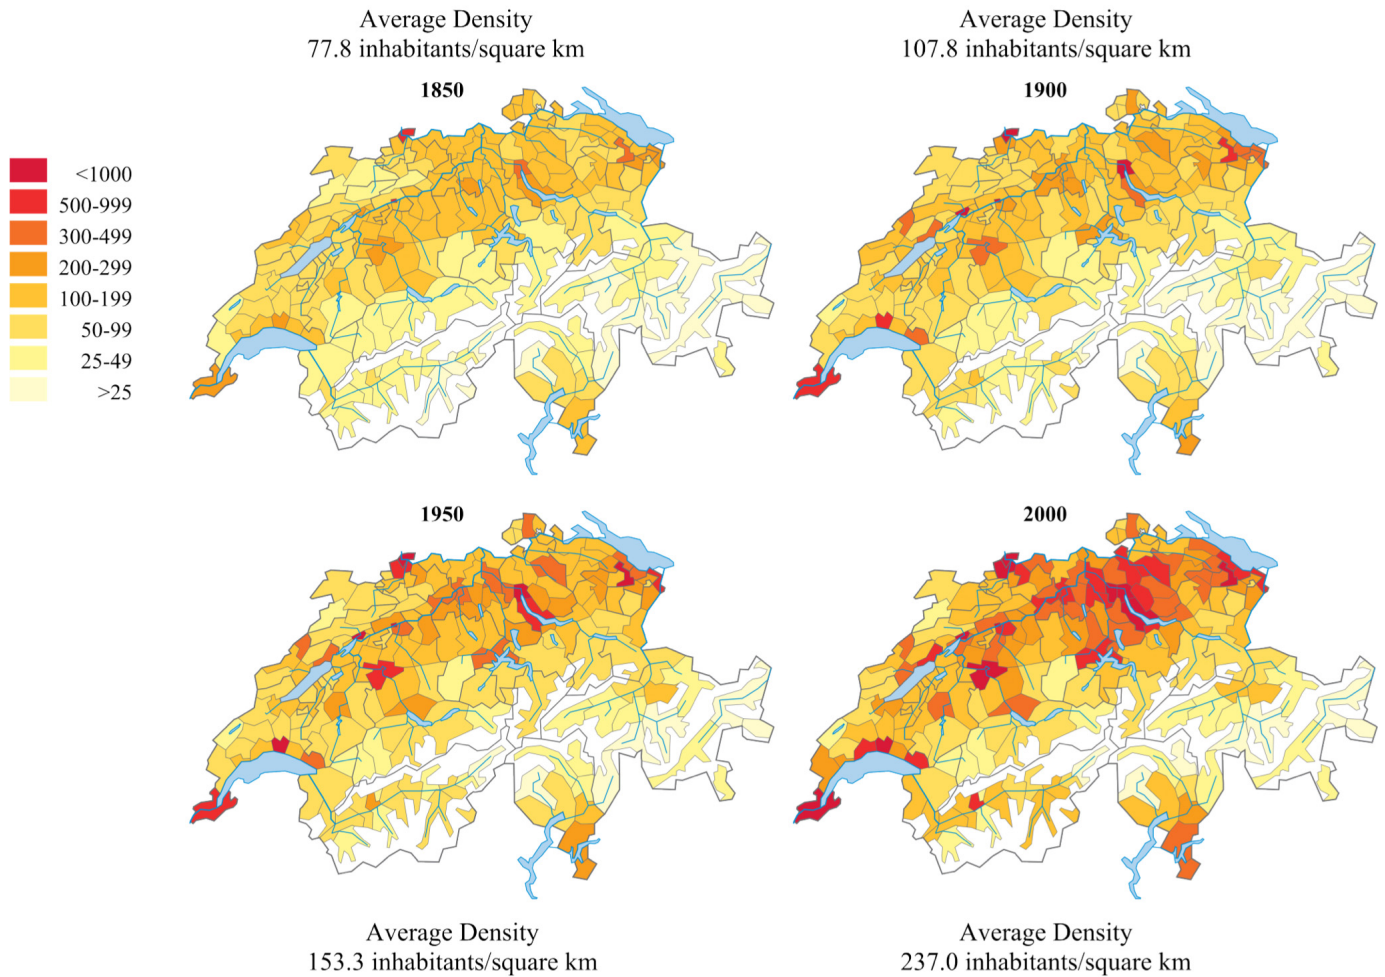 Average Density
77.8 inhabitants/square km
Average Density
107.8 inhabitants/square km
1850
1900
<1000
500-999
300-499
200-299
100-199
50-99
25-49
>25
1950
2000
Average Density
153.3 inhabitants/square km
Average Density
237.0 inhabitants/square km